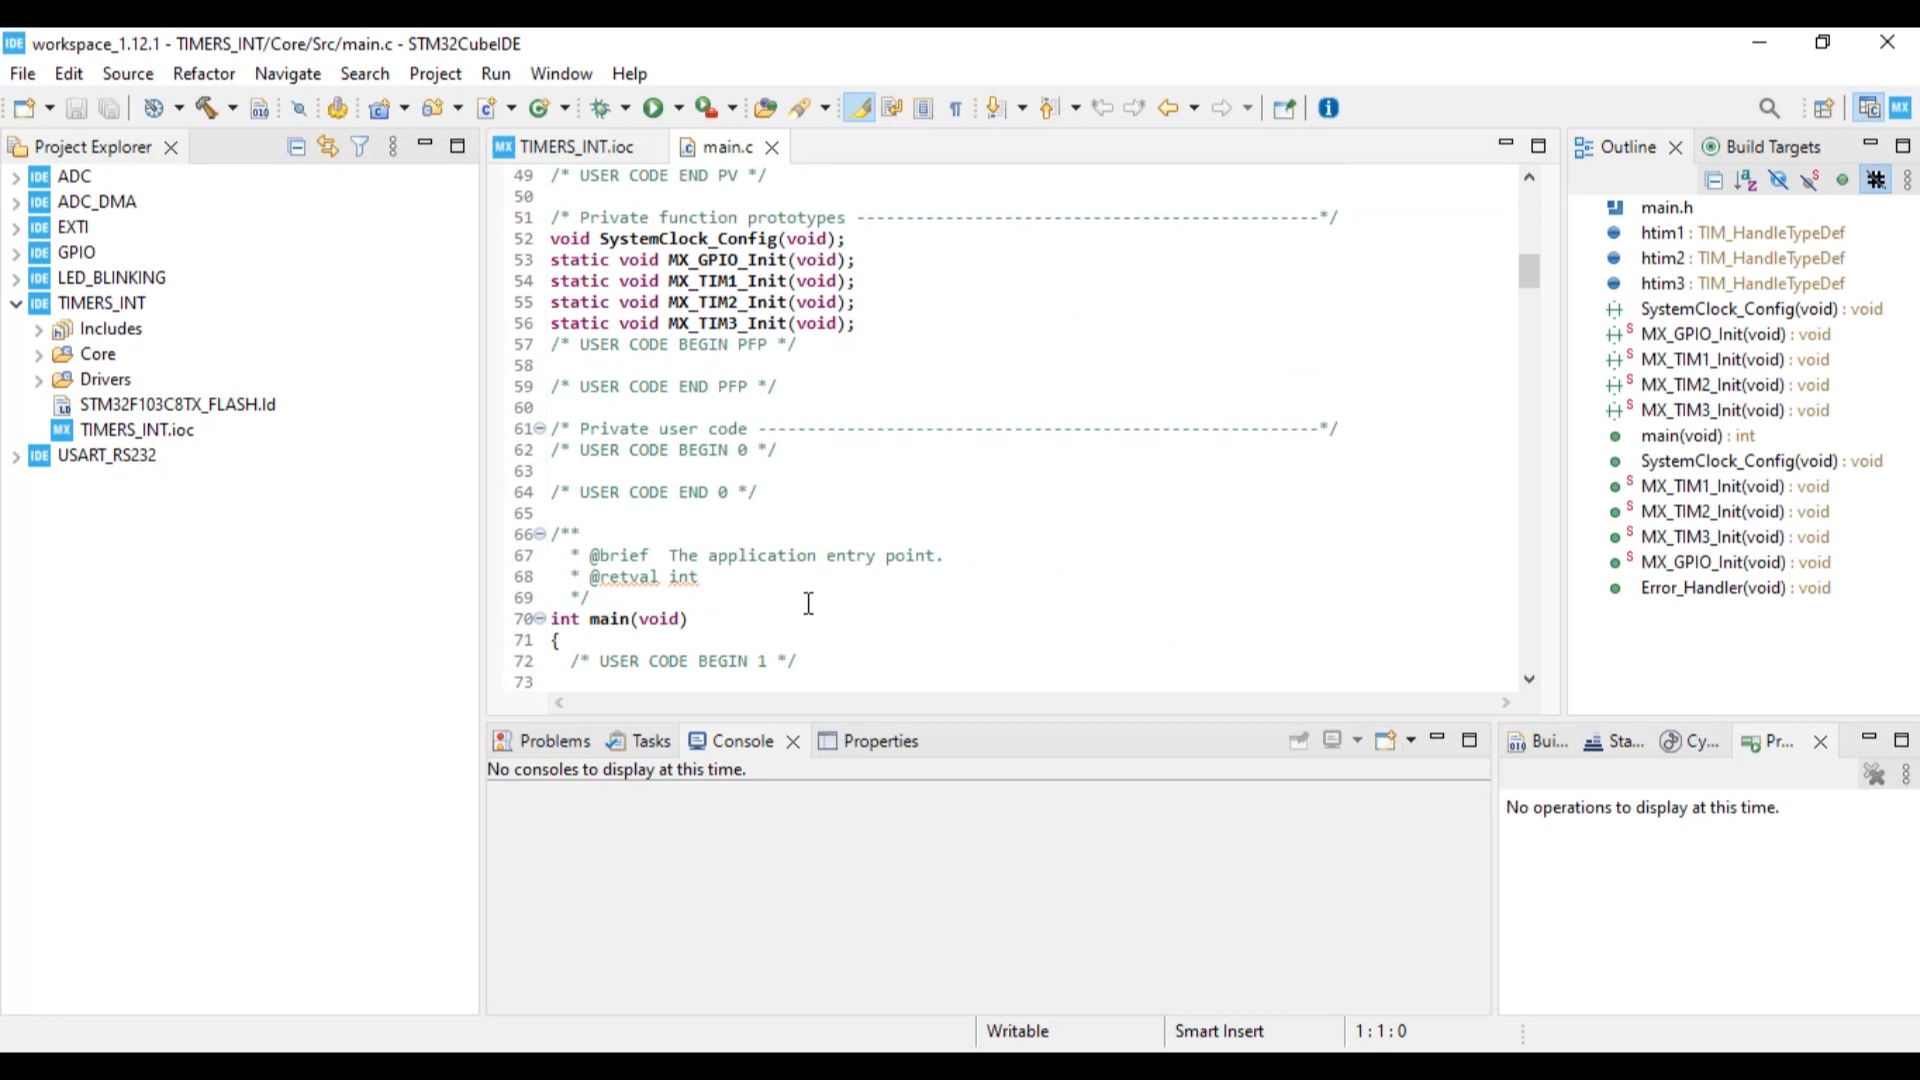 IDE workspace_1.12.1 - TIMERS_INT/Core/Src/main.c - STM32CubeIDE
File Edit Source Refactor Navigate Search Project Run Window Help
Project Explorer
IDE ADC
IDE ADC_DMA
IDE EXTI
IDE GPIO
IDE LED_BLINKING
IDE TIMERS_INT
Includes
Core
Drivers
STM32F103C8TX_FLASH.ld
MX TIMERS_INT.ioc
IDE USART_RS232
MX TIMERS_INT.ioc main.c
49 /* USER CODE END PV */
50
51 /* Private function prototypes -----------------------------------------------*/
52 void SystemClock_Config(void);
53 static void MX_GPIO_Init(void);
54 static void MX_TIM1_Init(void);
55 static void MX_TIM2_Init(void);
56 static void MX_TIM3_Init(void);
57 /* USER CODE BEGIN PFP */
58
59 /* USER CODE END PFP */
60
61 /* Private user code ---------------------------------------------------------*/
62 /* USER CODE BEGIN 0 */
63
64 /* USER CODE END 0 */
65
66 /**
67 * @brief The application entry point.
68 * @retval int
69 */
70 int main(void)
71 {
72 /* USER CODE BEGIN 1 */
73
Outline Build Targets
main.h
htim1 : TIM_HandleTypeDef
htim2 : TIM_HandleTypeDef
htim3 : TIM_HandleTypeDef
SystemClock_Config(void) : void
MX_GPIO_Init(void) : void
MX_TIM1_Init(void) : void
MX_TIM2_Init(void) : void
MX_TIM3_Init(void) : void
main(void) : int
SystemClock_Config(void) : void
MX_TIM1_Init(void) : void
MX_TIM2_Init(void) : void
MX_TIM3_Init(void) : void
MX_GPIO_Init(void) : void
Error_Handler(void) : void
Problems Tasks Console Properties
No consoles to display at this time.
Bui... Sta... Cy... Pr...
No operations to display at this time.
Writable Smart Insert 1 : 1 : 0